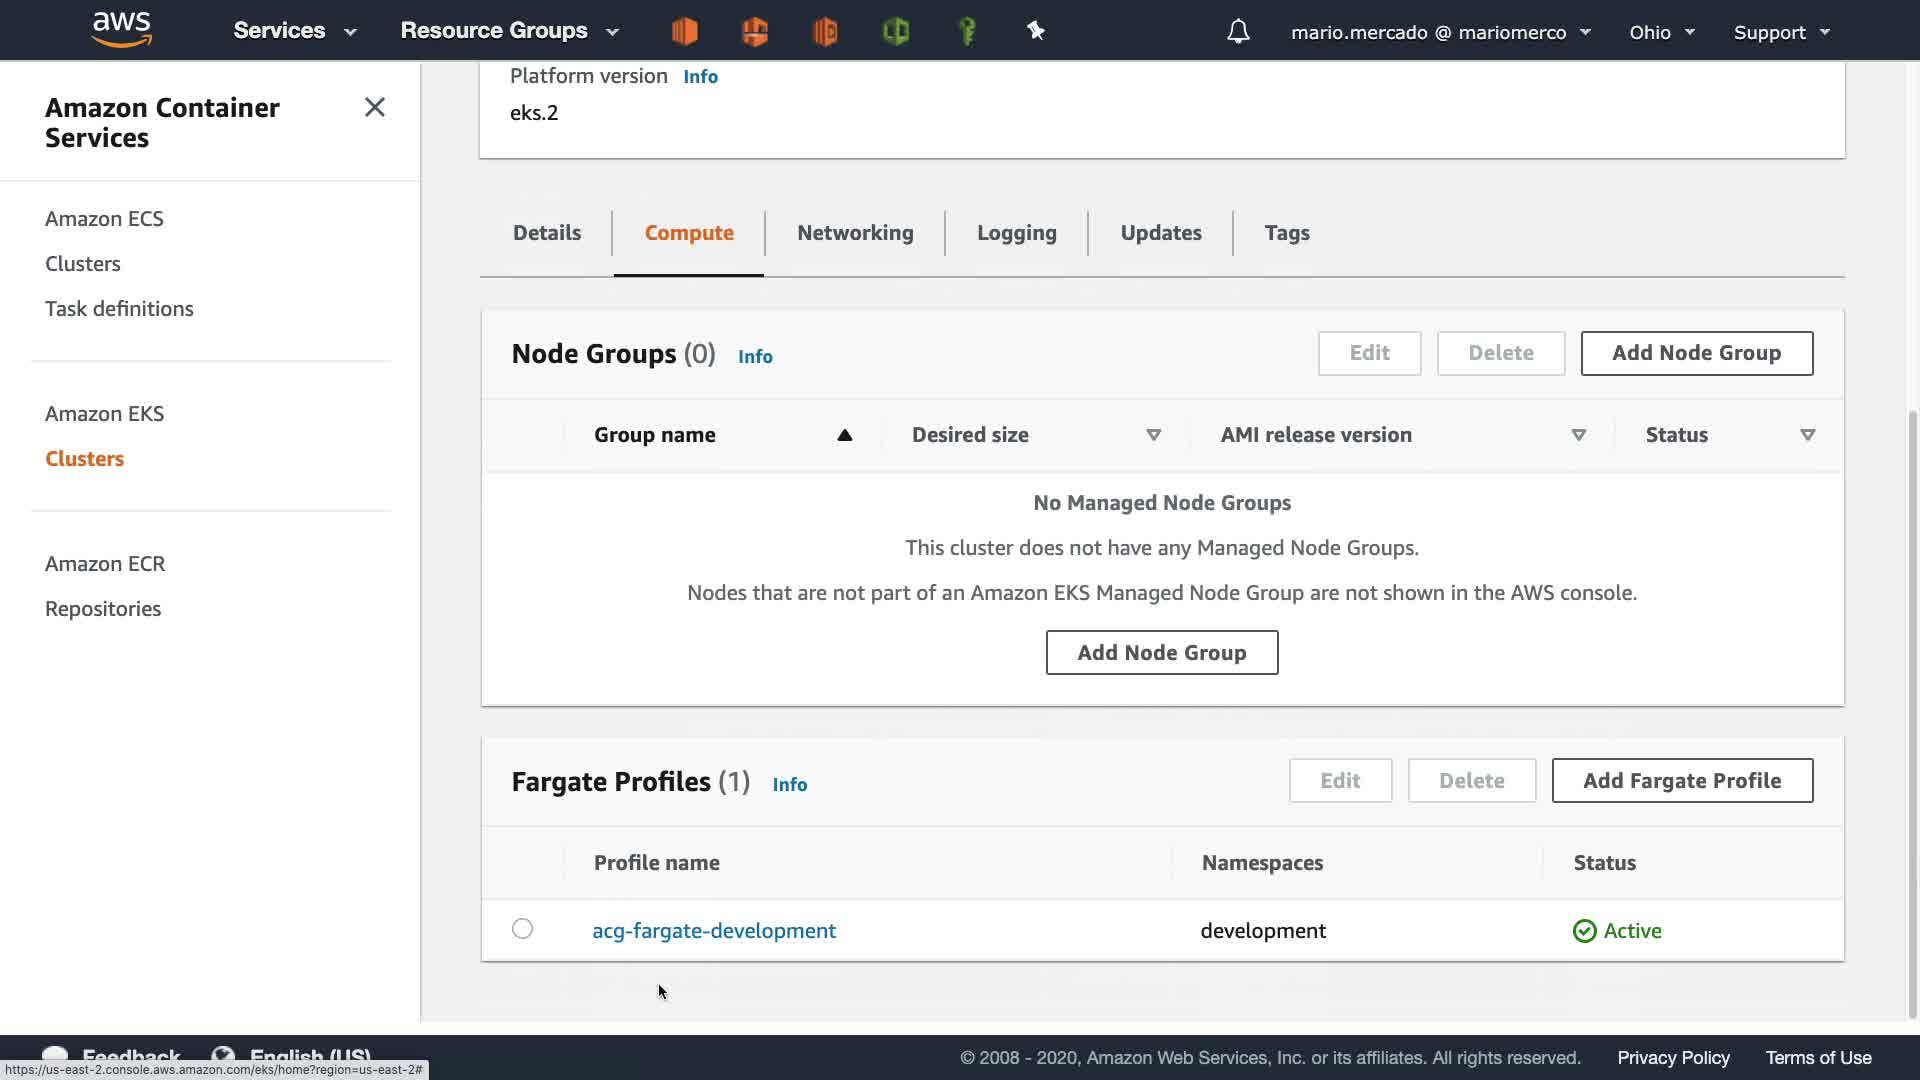 aws
Services
Resource Groups
mario.mercado @ mariomerco
Ohio
Support
Amazon Container
Services
Amazon ECS
Clusters
Task definitions
Amazon EKS
Clusters
Amazon ECR
Repositories
Platform version Info
eks.2
Details
Compute
Networking
Logging
Updates
Tags
Node Groups (0) Info
Edit
Delete
Add Node Group
Group name
Desired size
AMI release version
Status
No Managed Node Groups
This cluster does not have any Managed Node Groups.
Nodes that are not part of an Amazon EKS Managed Node Group are not shown in the AWS console.
Add Node Group
Fargate Profiles (1) Info
Edit
Delete
Add Fargate Profile
Profile name
Namespaces
Status
acg-fargate-development
development
Active
Feedback
English (US)
© 2008 - 2020, Amazon Web Services, Inc. or its affiliates. All rights reserved.
Privacy Policy
Terms of Use
https://us-east-2.console.aws.amazon.com/eks/home?region=us-east-2#